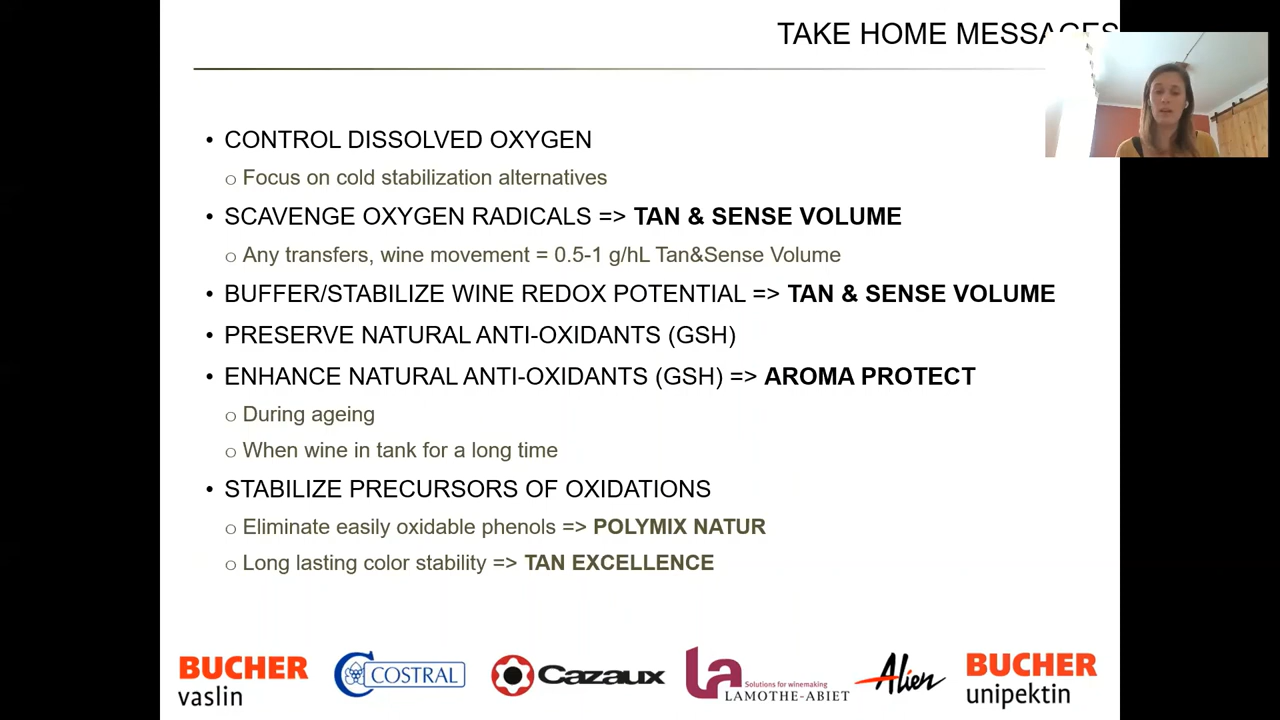 TAKE HOME MESSAGES
• CONTROL DISSOLVED OXYGEN
○ Focus on cold stabilization alternatives
• SCAVENGE OXYGEN RADICALS => TAN & SENSE VOLUME
○ Any transfers, wine movement = 0.5-1 g/hL Tan&Sense Volume
• BUFFER/STABILIZE WINE REDOX POTENTIAL => TAN & SENSE VOLUME
• PRESERVE NATURAL ANTI-OXIDANTS (GSH)
• ENHANCE NATURAL ANTI-OXIDANTS (GSH) => AROMA PROTECT
○ During ageing
○ When wine in tank for a long time
• STABILIZE PRECURSORS OF OXIDATIONS
○ Eliminate easily oxidable phenols => POLYMIX NATUR
○ Long lasting color stability => TAN EXCELLENCE
BUCHER
vaslin
COSTRAL
Cazaux
la
Solutions for winemaking
LAMOTHE-ABIET
Alien
BUCHER
unipektin